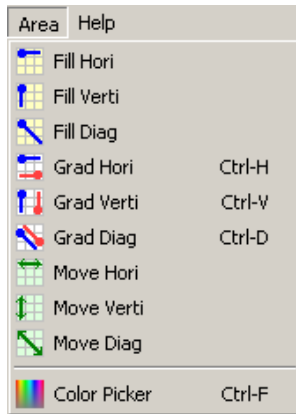 Area Help
Fill Hori
Fill Verti
Fill Diag
Grad Hori Ctrl-H
Grad Verti Ctrl-V
Grad Diag Ctrl-D
Move Hori
Move Verti
Move Diag
Color Picker Ctrl-F